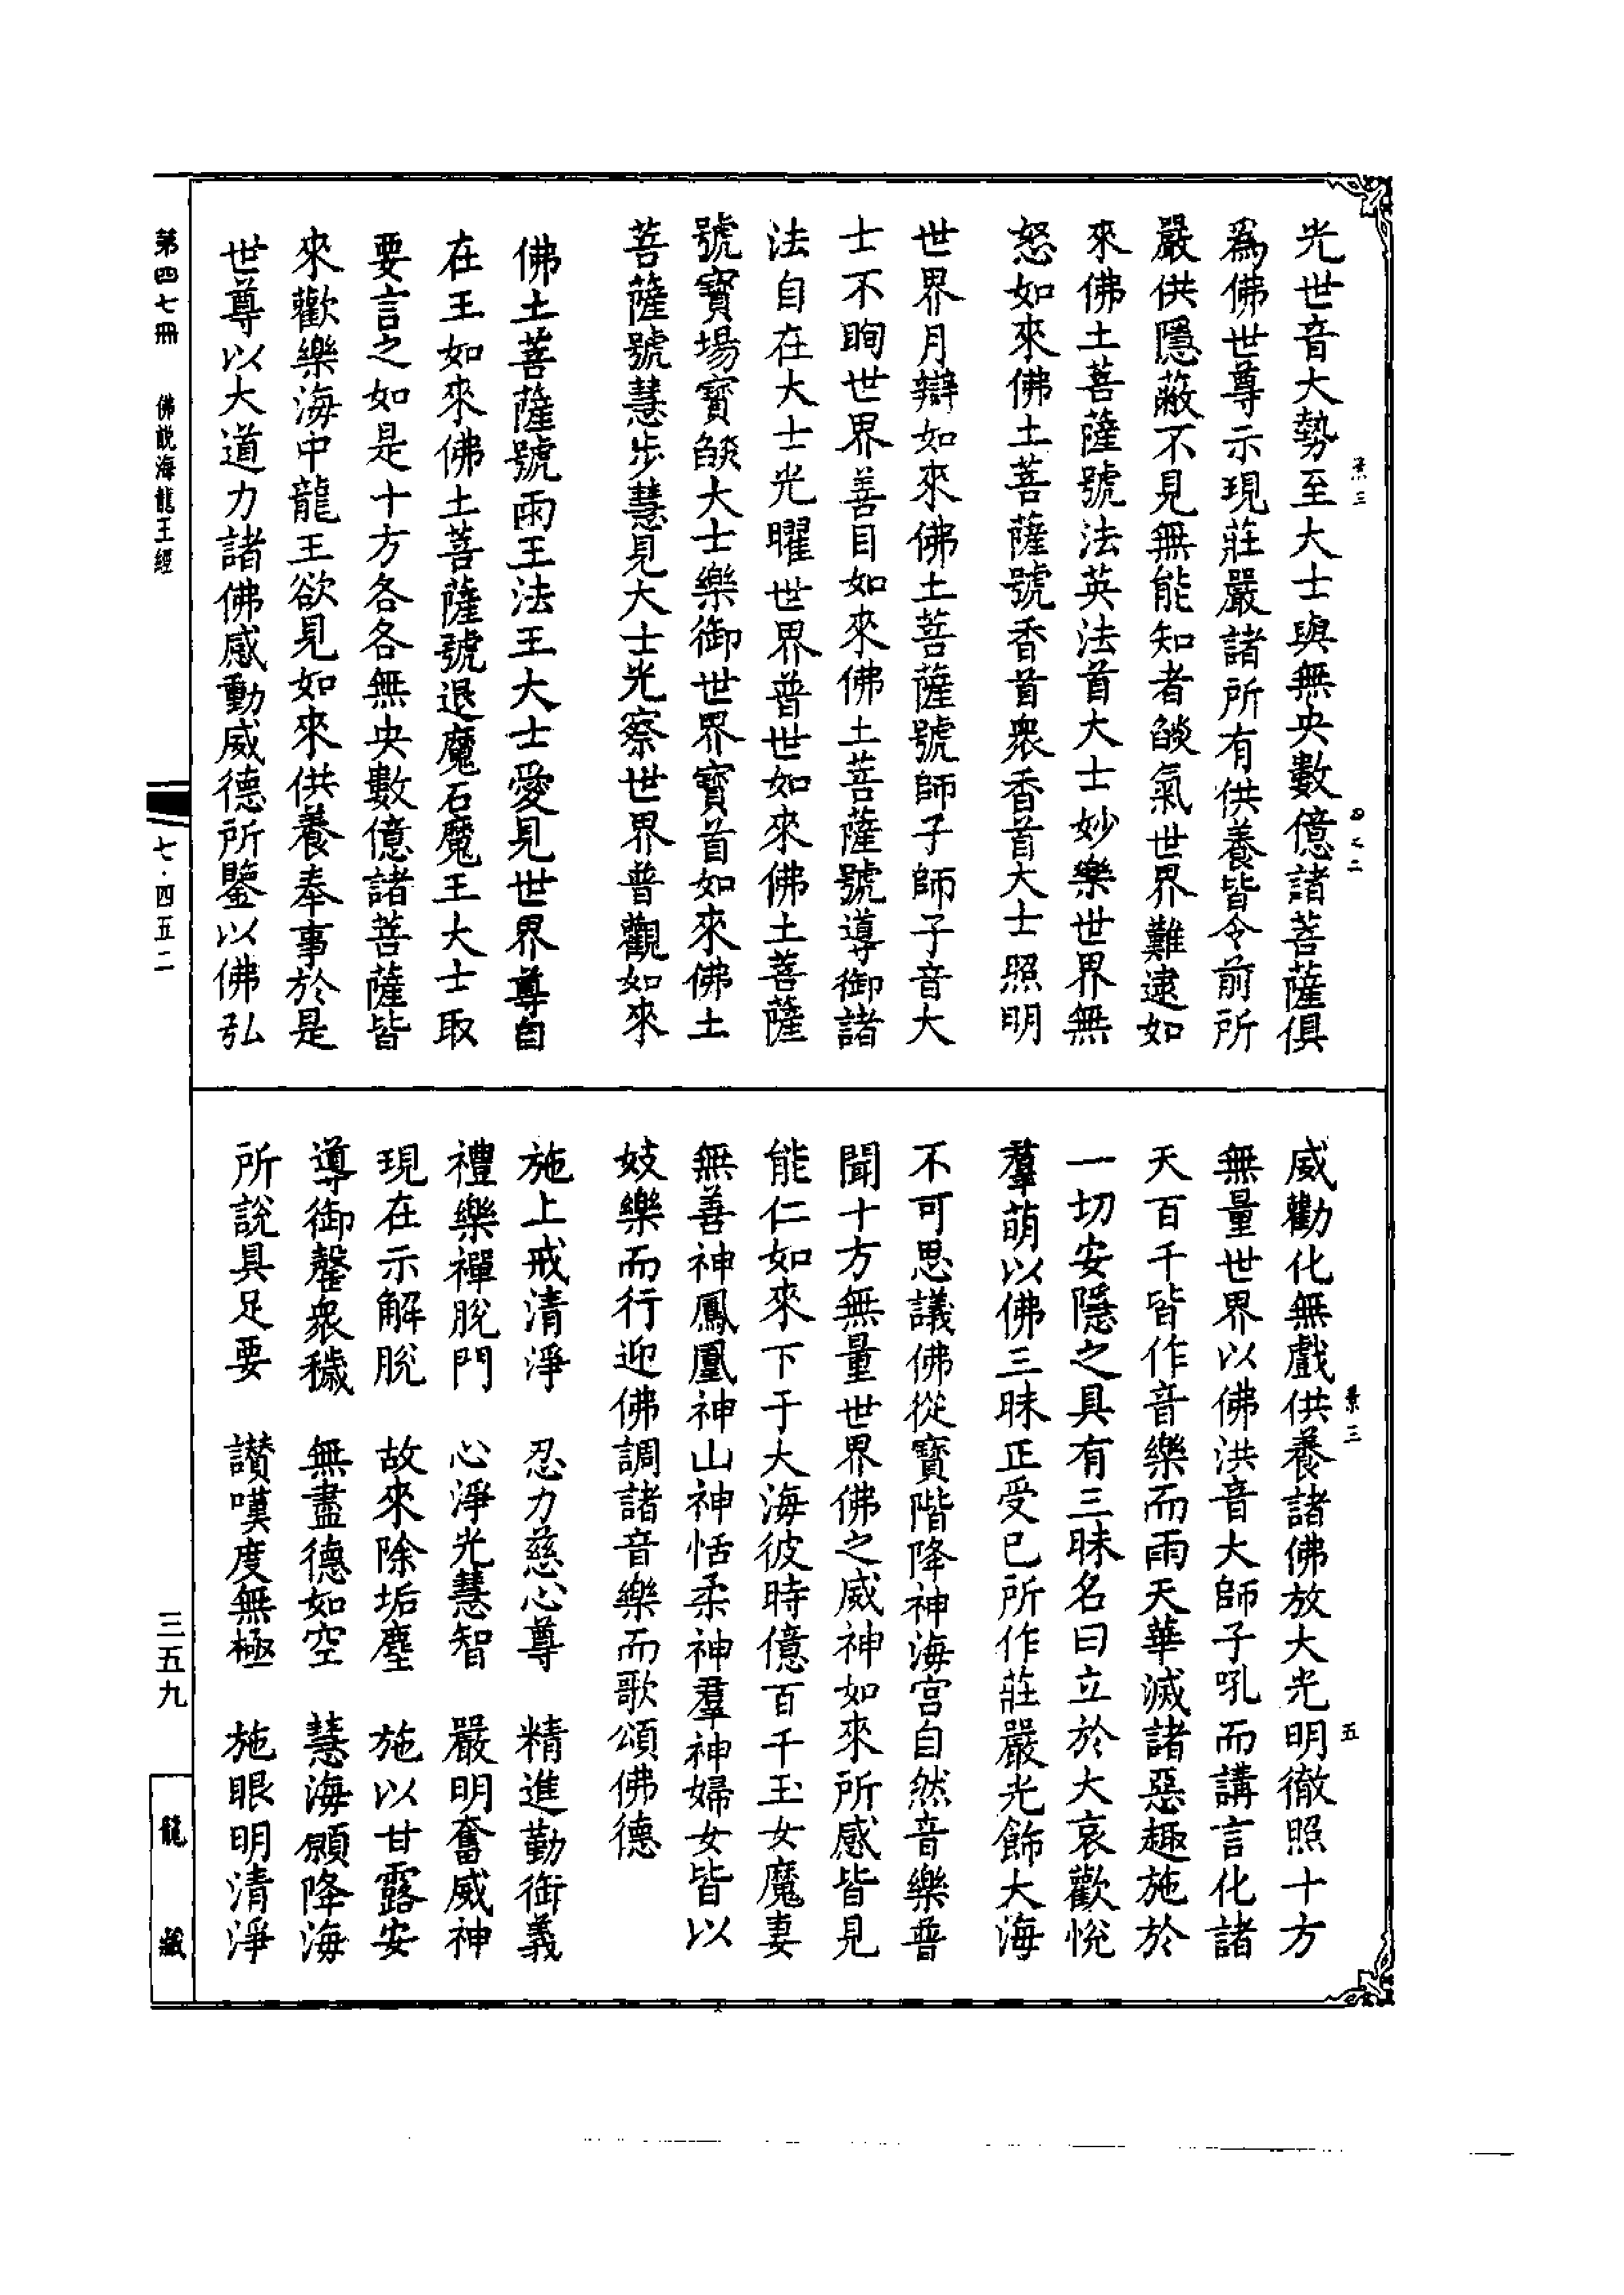 光世音大勢至大士與無央數億諸菩薩俱
為佛世尊示現莊嚴諸所有供養皆令前所
嚴供隱蔽不見無能知者燄氣世界難逮如
來佛土菩薩號法英法首大士妙樂世界無
怒如來佛土菩薩號香首衆香首大士照明
世界月辯如來佛土菩薩號師子師子音大
士不眴世界善目如來佛土菩薩號導御諸
法自在大士光曜世界普世如來佛土菩薩
號寶場寶燄大士樂御世界寶首如來佛土
菩薩號慧步慧見大士光察世界普觀如來
佛土菩薩號雨王法王大士愛見世界尊自
在王如來佛土菩薩號退魔石魔王大士取
要言之如是十方各各無央數億諸菩薩皆
來歡樂海中龍王欲見如來供養奉事於是
世尊以大道力諸佛感動威德所鑒以佛弘
威勸化無戲供養諸佛放大光明徹照十方
無量世界以佛洪音大師子吼而講言化諸
天百千皆作音樂而雨天華滅諸惡趣施於
一切安隱之具有三昧名曰立於大哀歡悅
羣萌以佛三昧正受已所作莊嚴光飾大海
不可思議佛從寶階降神海宮自然音樂普
聞十方無量世界佛之威神如來所感皆見
能仁如來下于大海彼時億百千玉女魔妻
無善神鳳凰神山神恬柔神羣神婦女皆以
妓樂而行迎佛調諸音樂而歌頌佛德
施上戒清淨　忍力慈心尊　精進勤銜義
禮樂禪脫門　心淨光慧智　嚴明奮威神
現在示解脫　故來除垢塵　施以甘露安
導御罄衆穢　無盡德如空　慧海願降海
所說具足要　讃嘆度無極　施眼明清淨
第四七冊　佛說海龍王經
七·四五二
三五九
龍藏
景三
五